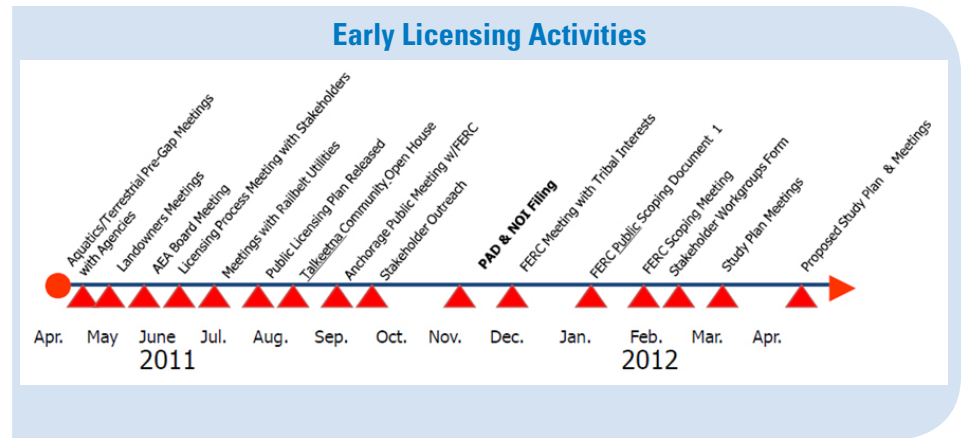 Early Licensing Activities
Aquatics/Terrestrial Pre-Gap Meetings
with Agencies
Landowners Meetings
AEA Board Meeting
Licensing Process Meeting with Stakeholders
Meetings with Railbelt Utilities
Public Licensing Plan Released
Talkeetna Community Open House
Anchorage Public Meeting w/FERC
Stakeholder Outreach
PAD & NOI Filing
FERC Meeting with Tribal Interests
FERC Public Scoping Document 1
FERC Scoping Meeting
Stakeholder Workgroups Form
Study Plan Meetings
Proposed Study Plan & Meetings
Apr. May June Jul. Aug. Sep. Oct. Nov. Dec. Jan. Feb. Mar. Apr.
2011 2012